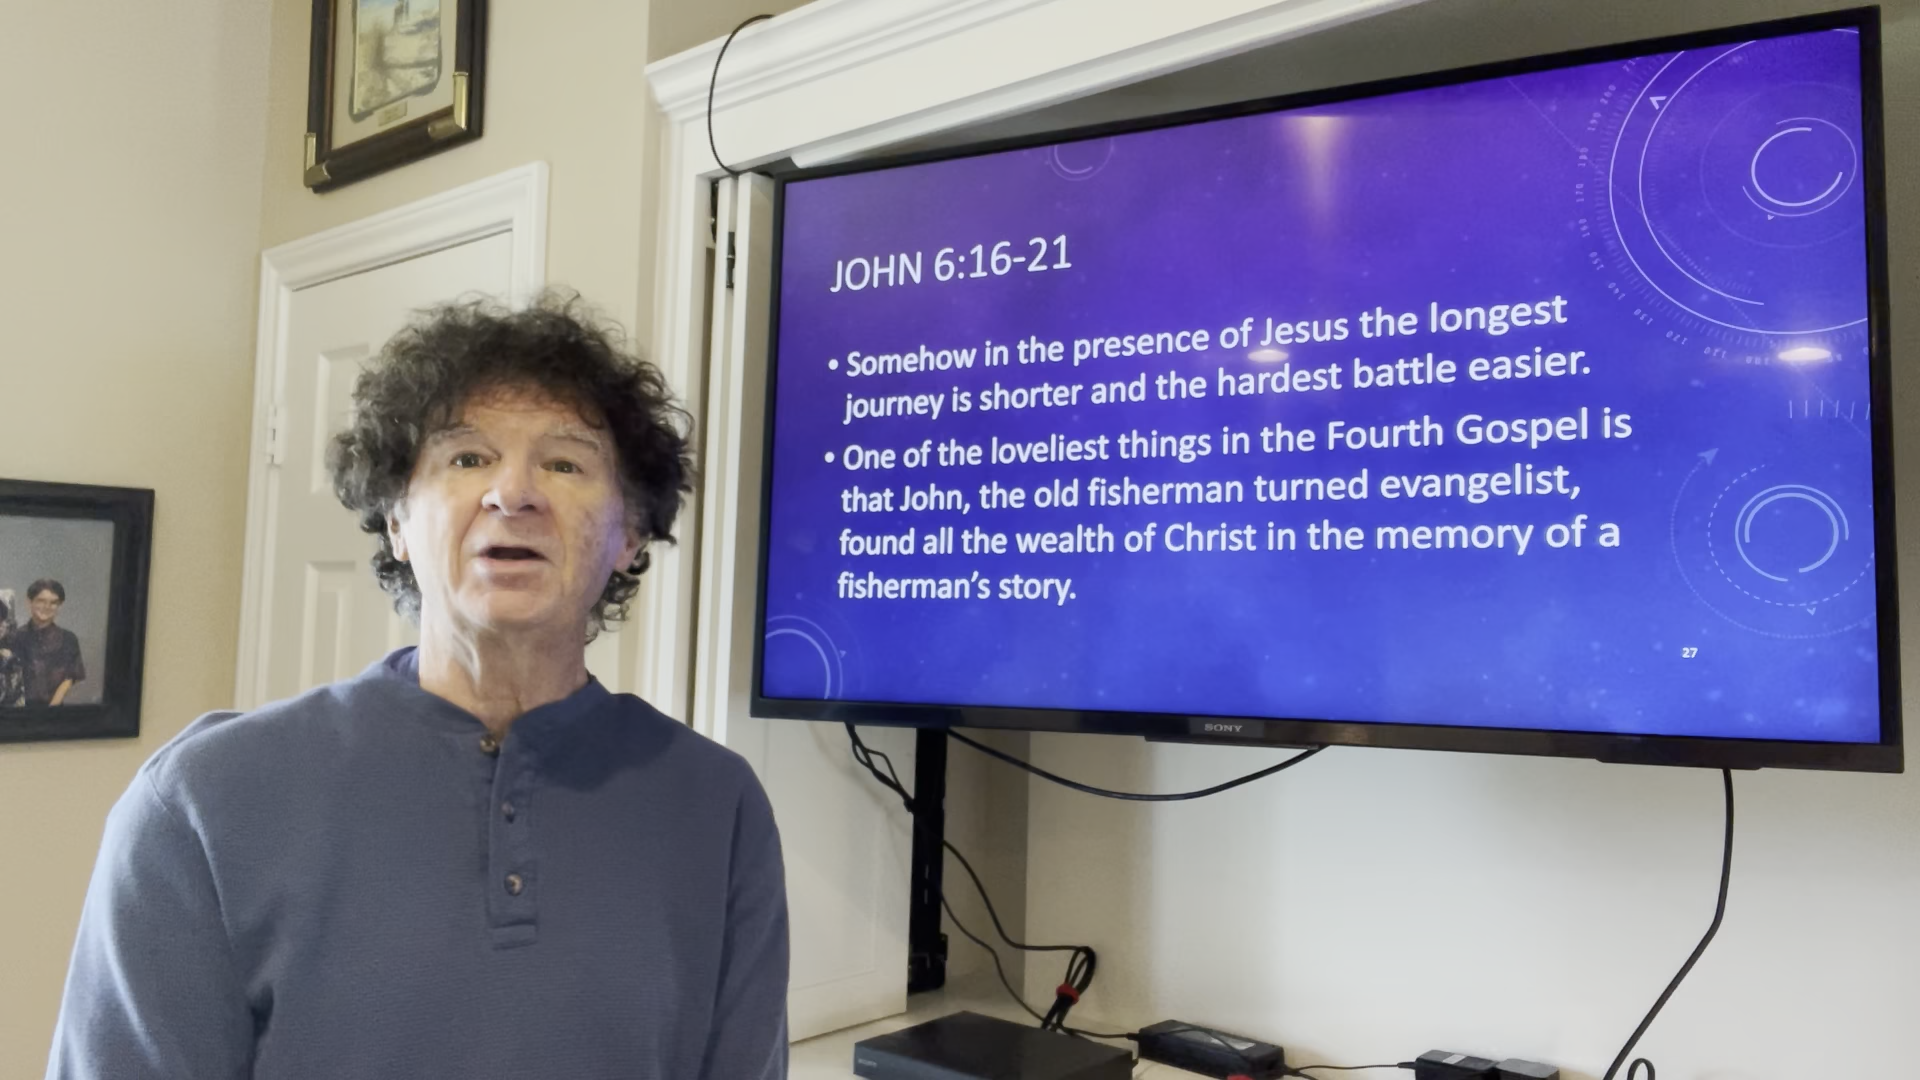 JOHN 6:16-21
• Somehow in the presence of Jesus the longest
journey is shorter and the hardest battle easier.
• One of the loveliest things in the Fourth Gospel is
that John, the old fisherman turned evangelist,
found all the wealth of Christ in the memory of a
fisherman's story.
27
SONY